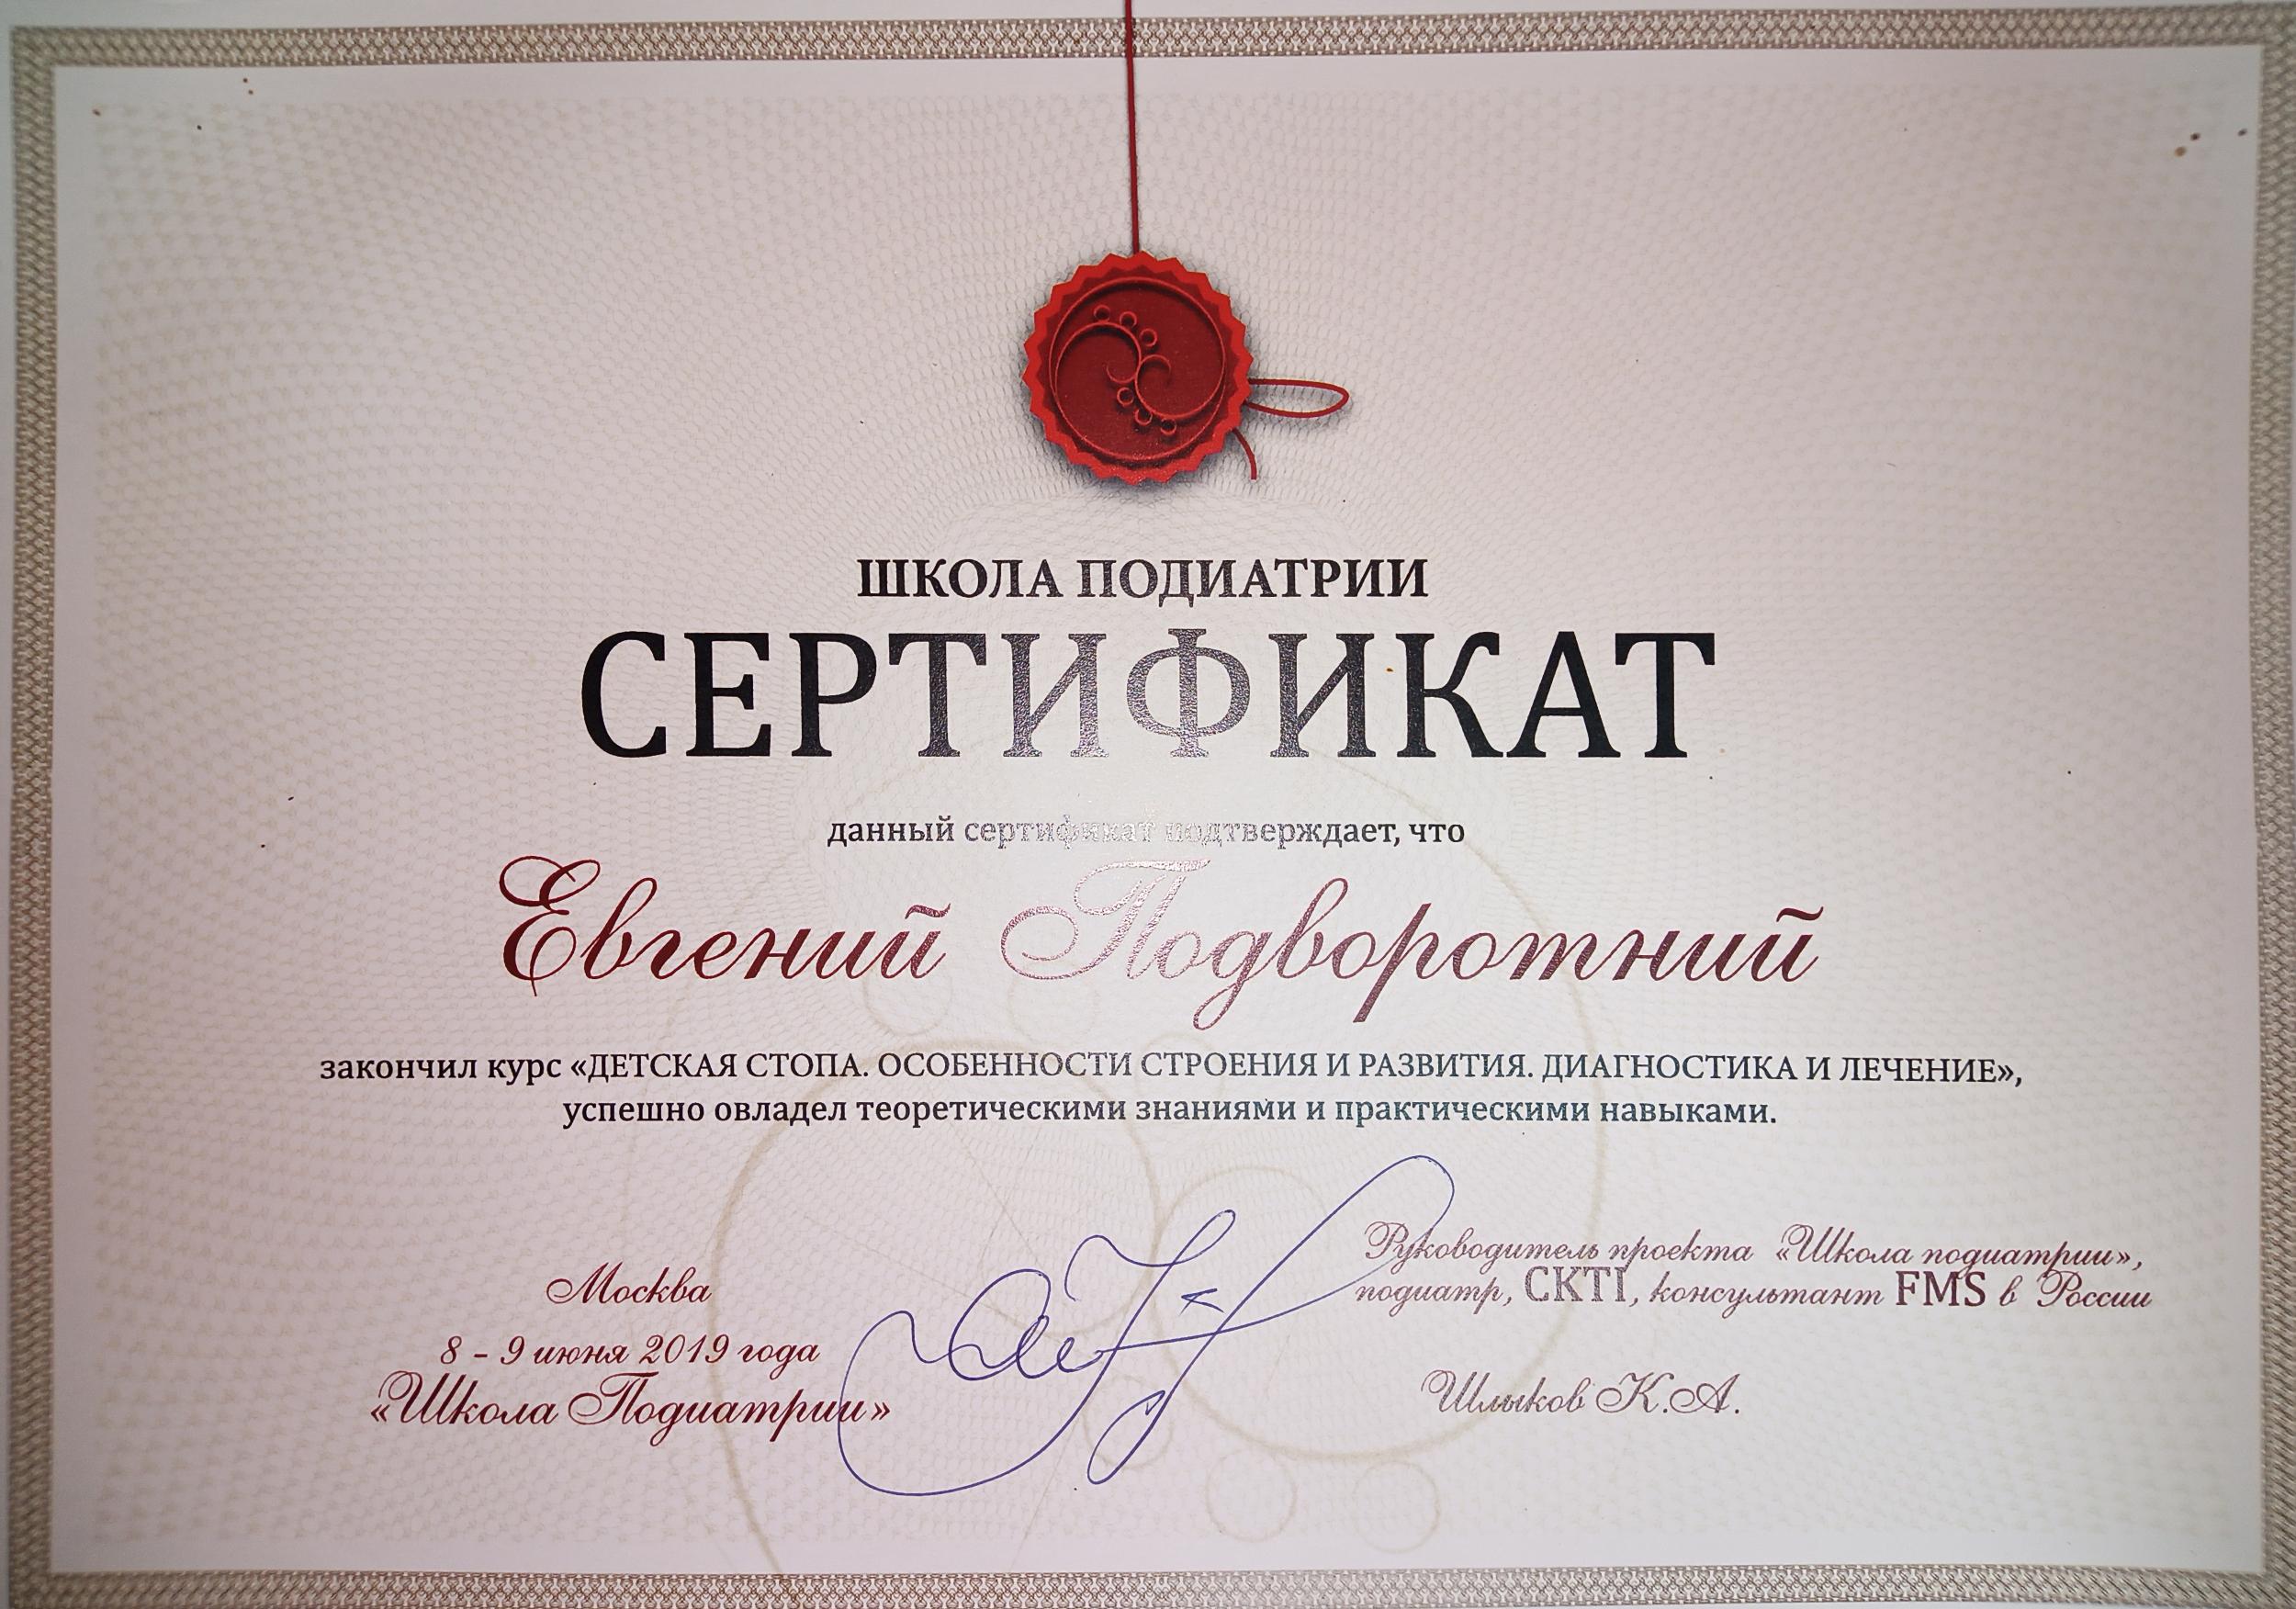 ШКОЛА ПОДИАТРИИ
СЕРТИФИКАТ
данный сертификат подтверждает, что
Евгений Подворотний
закончил курс «ДЕТСКАЯ СТОПА. ОСОБЕННОСТИ СТРОЕНИЯ И РАЗВИТИЯ. ДИАГНОСТИКА И ЛЕЧЕНИЕ»,
успешно овладел теоретическими знаниями и практическими навыками.
Москва
8 - 9 июня 2019 года
«Школа Подиатрии»
Руководитель проекта «Школа подиатрии»,
подиатр, CKTI, консультант FMS в России
Шлыков К.А.